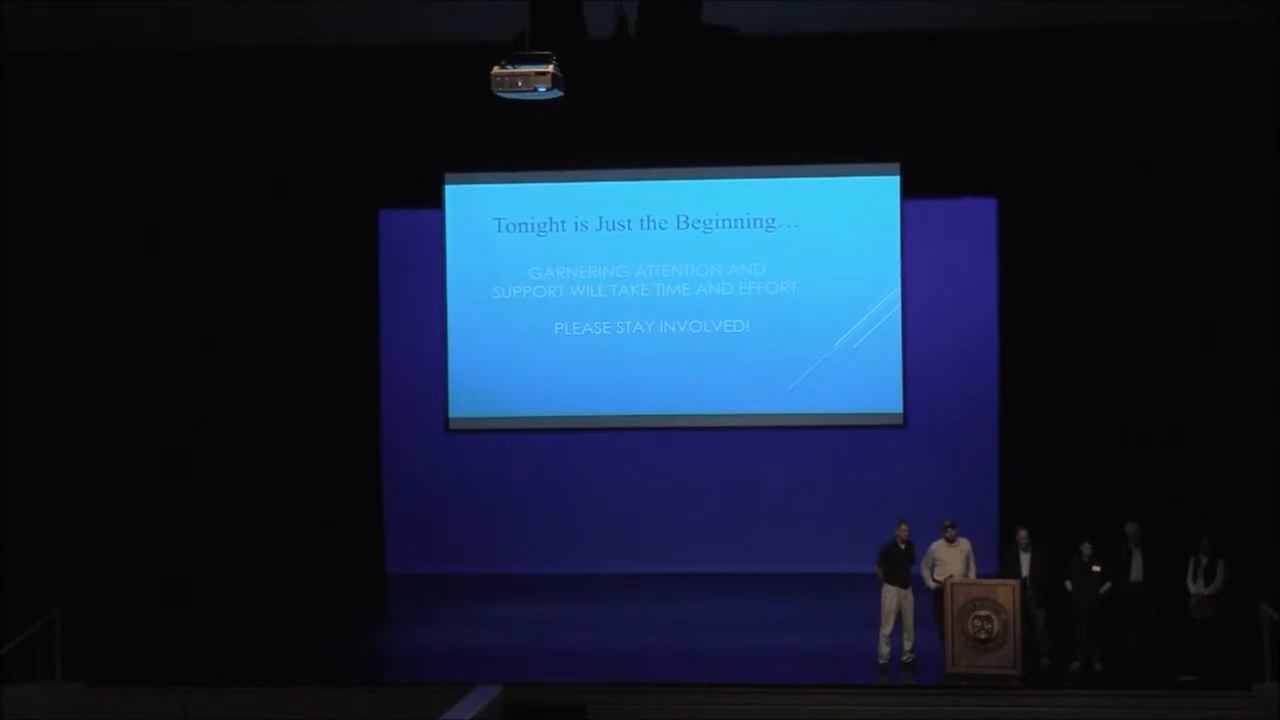 Tonight is Just the Beginning...
GARNERING ATTENTION AND
SUPPORT WILL TAKE TIME AND EFFORT.
PLEASE STAY INVOLVED!